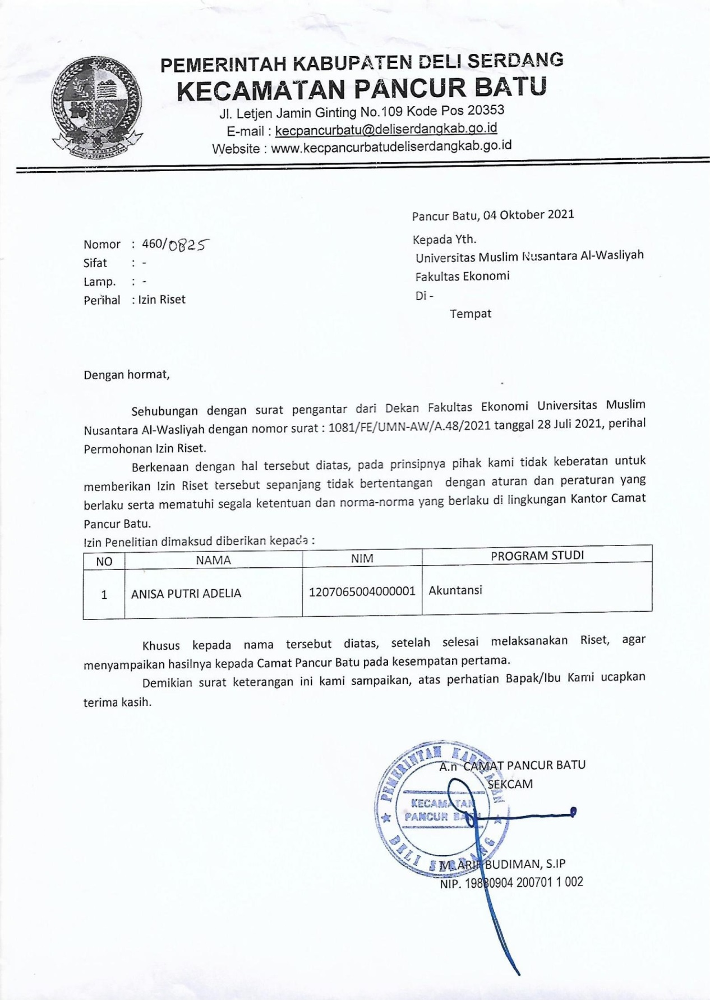 PEMERINTAH KABUPATEN DELI SERDANG
KECAMATAN PANCUR BATU
Jl. Letjen Jamin Ginting No.109 Kode Pos 20353
E-mail : kecpancurbatu@deliserdangkab.go.id
Website : www.kecpancurbatudeliserdangkab.go.id
DELI SERDANG
Pancur Batu, 04 Oktober 2021
Nomor : 460/0825
Sifat : -
Lamp. : -
Perihal : Izin Riset
Kepada Yth.
Universitas Muslim Nusantara Al-Wasliyah
Fakultas Ekonomi
Di -
Tempat
Dengan hormat,
Sehubungan dengan surat pengantar dari Dekan Fakultas Ekonomi Universitas Muslim
Nusantara Al-Wasliyah dengan nomor surat : 1081/FE/UMN-AW/A.48/2021 tanggal 28 Juli 2021, perihal
Permohonan Izin Riset.
Berkenaan dengan hal tersebut diatas, pada prinsipnya pihak kami tidak keberatan untuk
memberikan Izin Riset tersebut sepanjang tidak bertentangan dengan aturan dan peraturan yang
berlaku serta mematuhi segala ketentuan dan norma-norma yang berlaku di lingkungan Kantor Camat
Pancur Batu.
Izin Penelitian dimaksud diberikan kepada :
NO NAMA NIM PROGRAM STUDI
1 ANISA PUTRI ADELIA 1207065004000001 Akuntansi
Khusus kepada nama tersebut diatas, setelah selesai melaksanakan Riset, agar
menyampaikan hasilnya kepada Camat Pancur Batu pada kesempatan pertama.
Demikian surat keterangan ini kami sampaikan, atas perhatian Bapak/Ibu Kami ucapkan
terima kasih.
A.n CAMAT PANCUR BATU
SEKCAM
PEMERINTAH KABUPATEN
KECAMATAN
PANCUR BATU
DELI SERDANG
M. ARIF BUDIMAN, S.IP
NIP. 19880904 200701 1 002